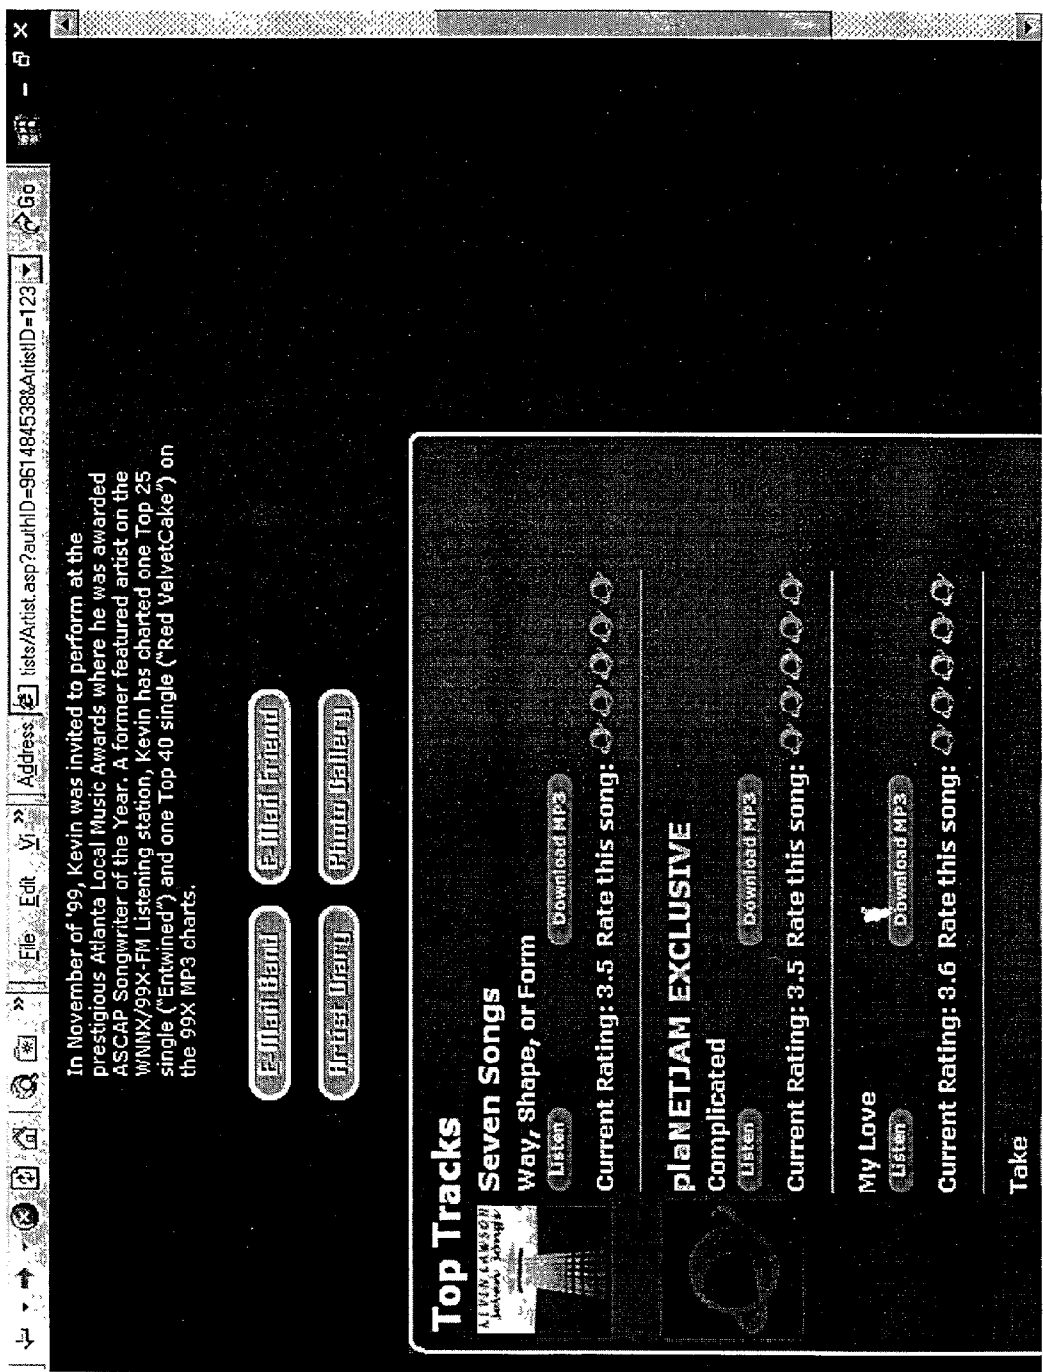 File Edit Vi » Address tists/Artist.asp?authID=961484538&ArtistID=123 Go
In November of '99, Kevin was invited to perform at the
prestigious Atlanta Local Music Awards where he was awarded
ASCAP Songwriter of the Year. A former featured artist on the
WNNX/99X-FM Listening station, Kevin has charted one Top 25
single ("Entwined") and one Top 40 single ("Red VelvetCake") on
the 99X MP3 charts.
E-Mail Band E-Mail Friend
Artist Diary Photo Gallery
Top Tracks
KEVIN LAWSON
seven songs
Seven Songs
Way, Shape, or Form
Listen Download MP3
Current Rating: 3.5 Rate this song:
plaNETJAM EXCLUSIVE
Complicated
Listen Download MP3
Current Rating: 3.5 Rate this song:
My Love
Listen Download MP3
Current Rating: 3.6 Rate this song:
Take